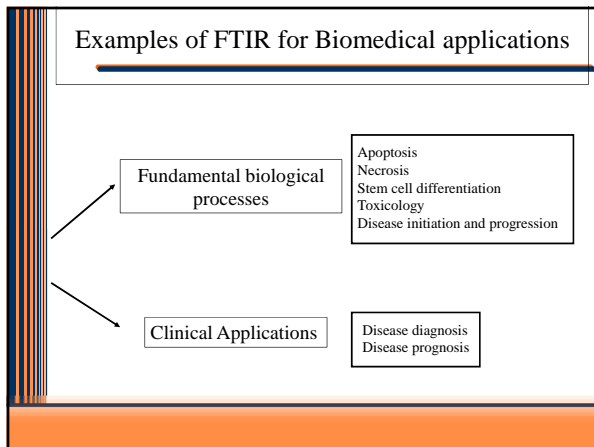 Examples of FTIR for Biomedical applications
Fundamental biological
processes
Apoptosis
Necrosis
Stem cell differentiation
Toxicology
Disease initiation and progression
Clinical Applications
Disease diagnosis
Disease prognosis